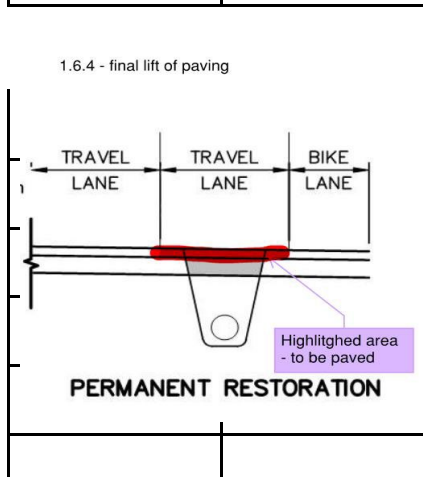 1.6.4 - final lift of paving
TRAVEL TRAVEL BIKE
LANE LANE LANE
Highlitghed area
- to be paved
PERMANENT RESTORATION